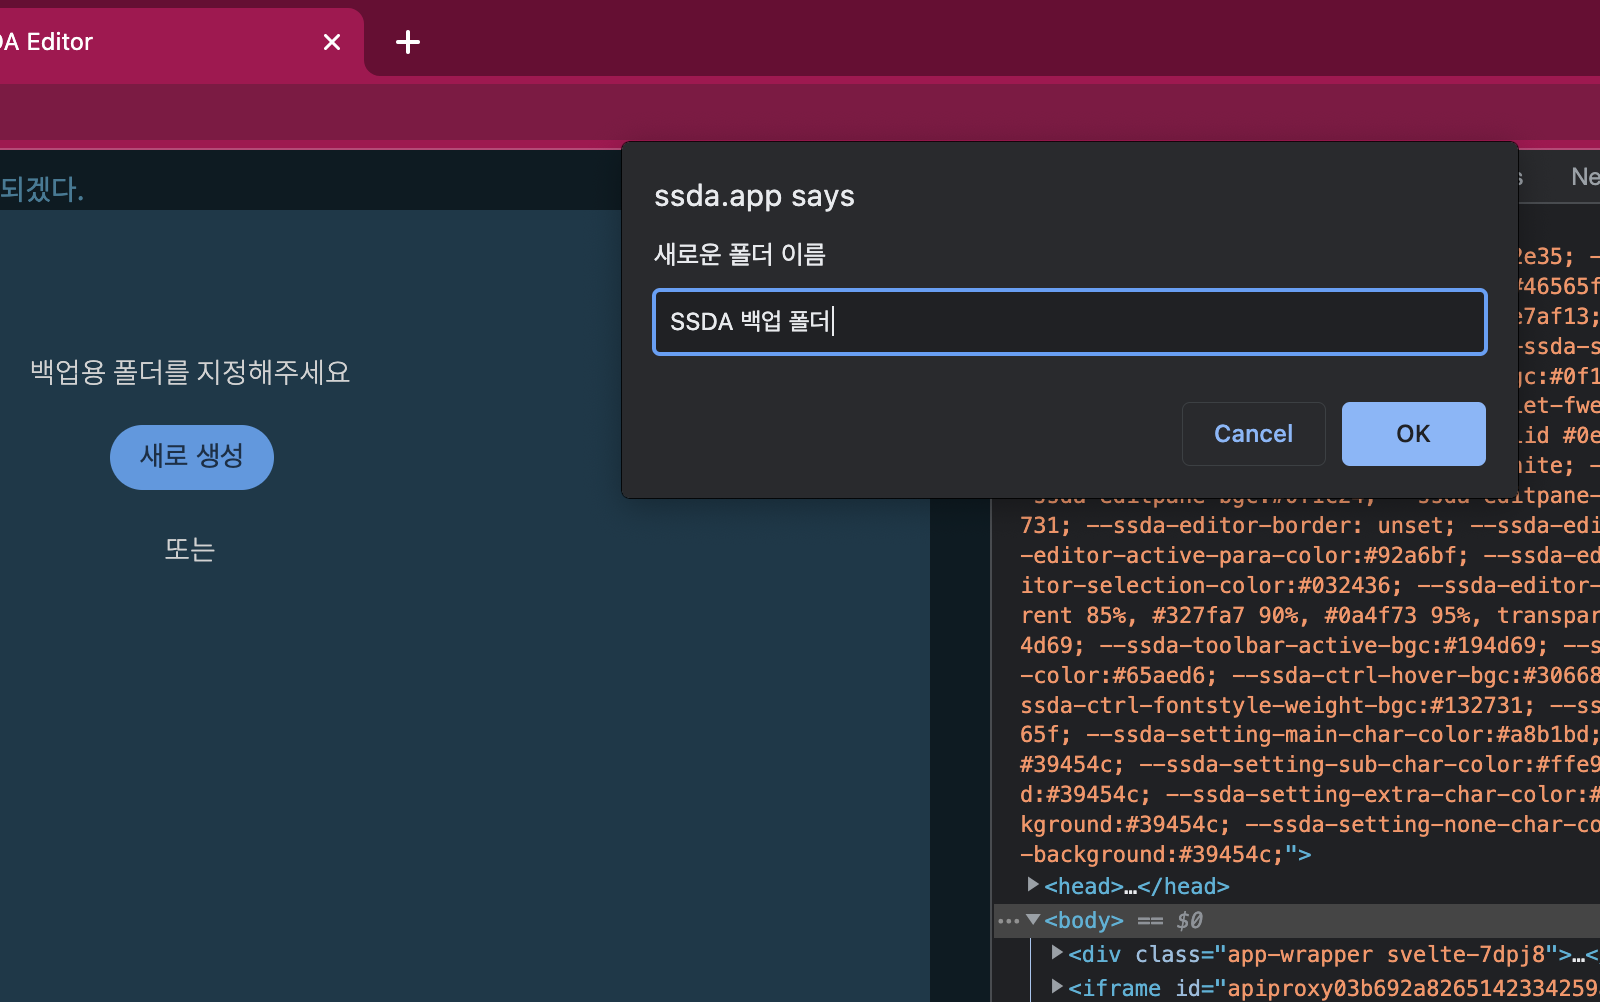 A Editor
되겠다.
ssda.app says
새로운 폴더 이름
SSDA 백업 폴더
Cancel
OK
백업용 폴더를 지정해주세요
새로 생성
또는
Ne
2e35; –
#46565f
e7af13;
–ssda–s
gc:#0f1
let–fwe
lid #0e
hite; –
731; ––ssda–editor–border: unset; ––ssda–edi
–editor–active–para–color:#92a6bf; ––ssda–ed
itor–selection–color:#032436; ––ssda–editor–
rent 85%, #327fa7 90%, #0a4f73 95%, transpar
4d69; ––ssda–toolbar–active–bgc:#194d69; ––s
–color:#65aed6; ––ssda–ctrl–hover–bgc:#30668
ssda–ctrl–fontstyle–weight–bgc:#132731; ––ss
65f; ––ssda–setting–main–char–color:#a8b1bd;
#39454c; ––ssda–setting–sub–char–color:#ffe9
d:#39454c; ––ssda–setting–extra–char–color:#
kground:#39454c; ––ssda–setting–none–char–co
–background:#39454c;">
<head>…</head>
<body> == $0
<div class="app–wrapper svelte–7dpj8">…<
<iframe id="apiproxy03b692a8265142334259